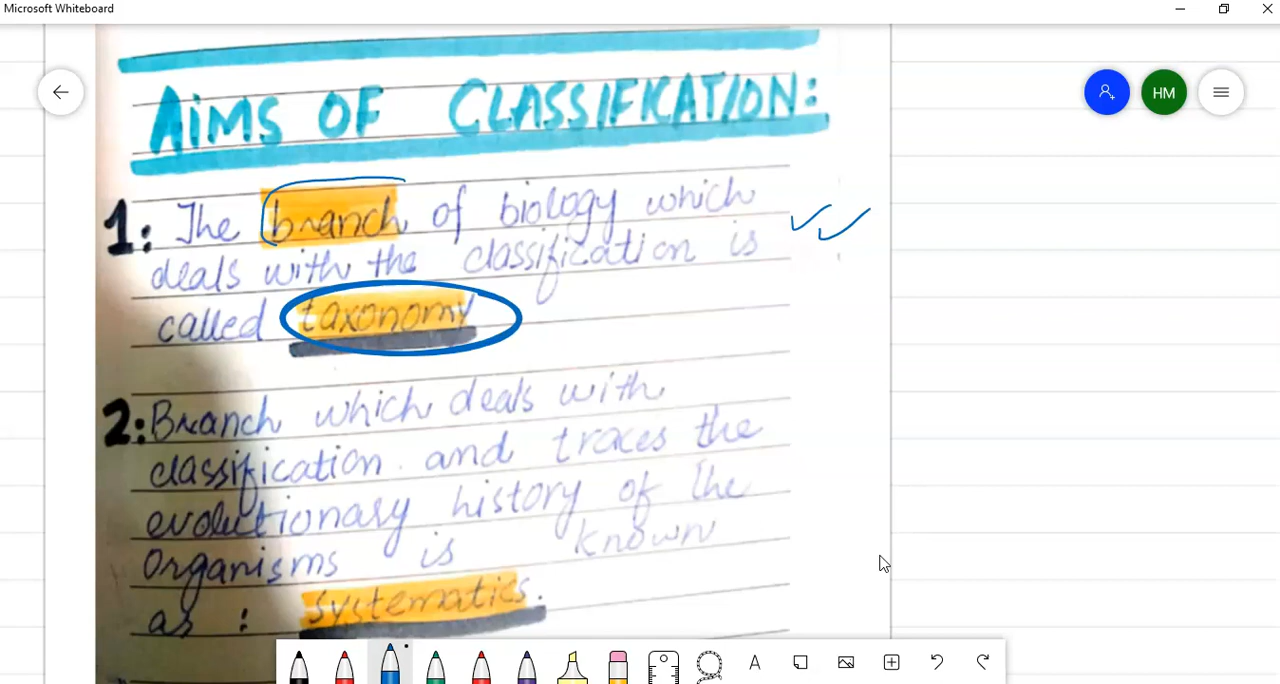 Microsoft Whiteboard
HM
AIMS OF CLASSIFICATION:
1: The branch of biology which
deals with the classification is
called taxonomy
2: Branch which deals with
classification and traces the
evolutionary history of the
organisms is known
as : systematics.
A